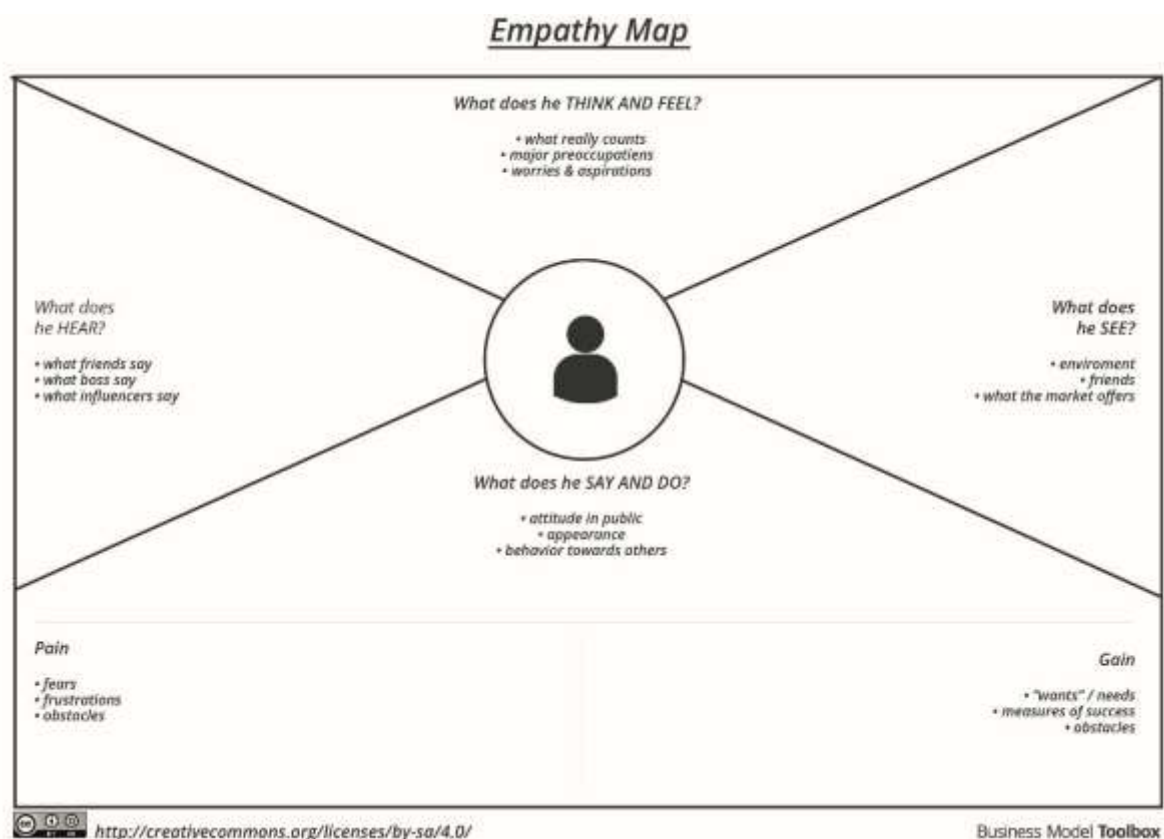 Empathy Map
What does he THINK AND FEEL?
• what really counts
• major preoccupatiens
• worries & aspirations
What does
he HEAR?
• what friends say
• what boss say
• what influencers say
What does
he SEE?
• enviroment
• friends
• what the market offers
What does he SAY AND DO?
• attitude in public
• appearance
• behavior towards others
Pain
• fears
• frustrations
• obstacles
Gain
• "wants" / needs
• measures of success
• obstacles
http://creativecommons.org/licenses/by-sa/4.0/
Business Model Toolbox